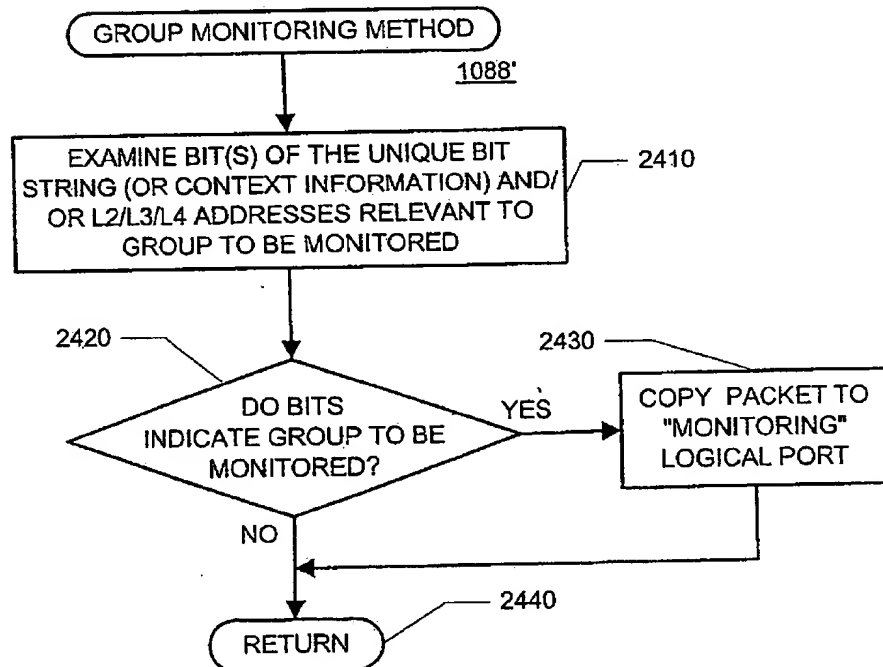 GROUP MONITORING METHOD
1088'
EXAMINE BIT(S) OF THE UNIQUE BIT
STRING (OR CONTEXT INFORMATION) AND/
OR L2/L3/L4 ADDRESSES RELEVANT TO
GROUP TO BE MONITORED
2410
2420
DO BITS
INDICATE GROUP TO BE
MONITORED?
YES
2430
COPY PACKET TO
"MONITORING"
LOGICAL PORT
NO
RETURN
2440